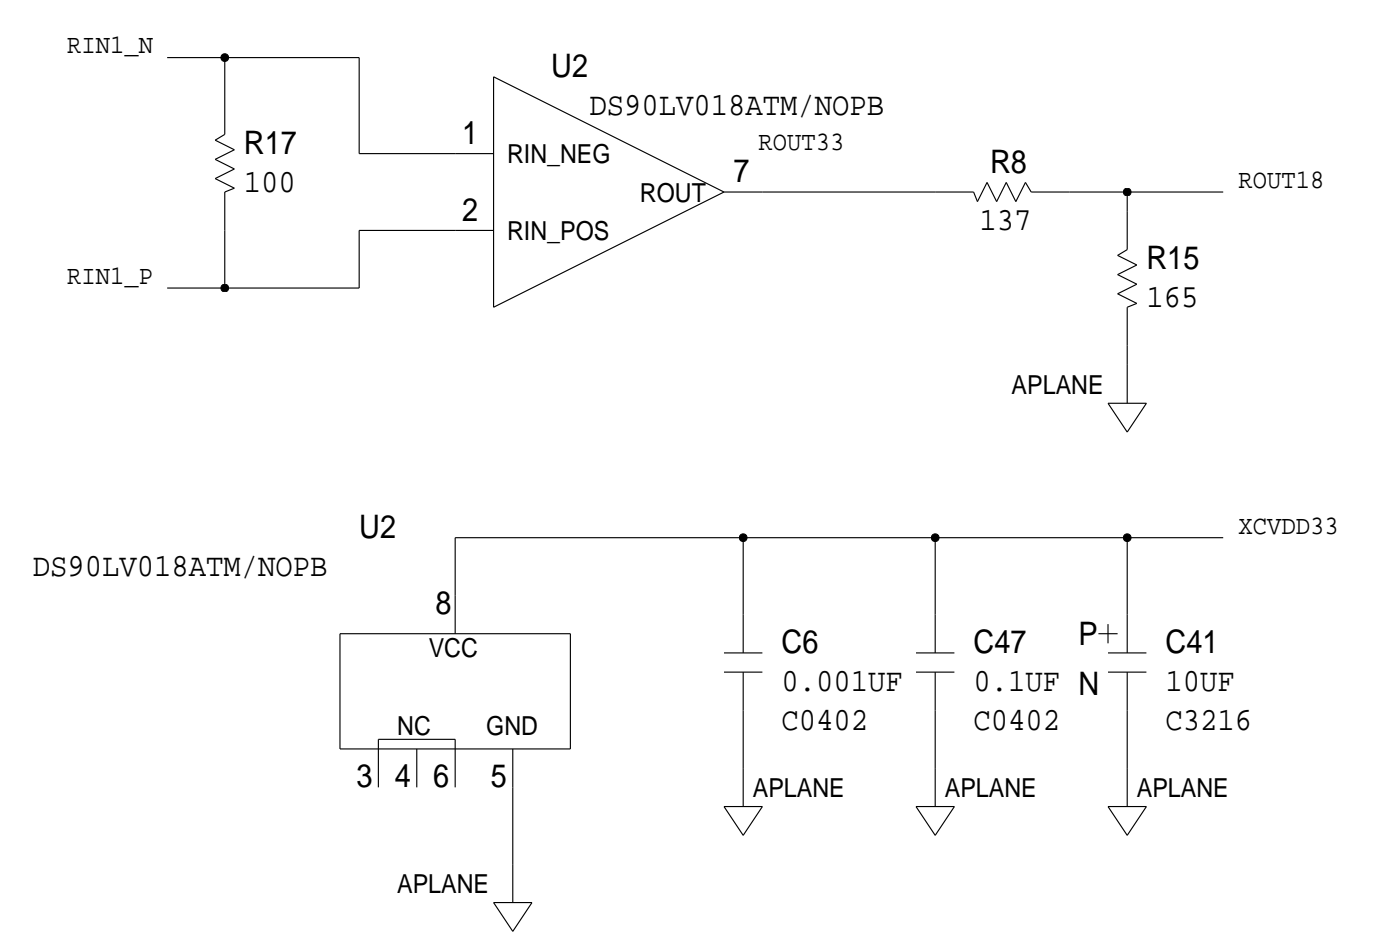 RIN1_N
U2
DS90LV018ATM/NOPB
1
R17
RIN_NEG
ROUT33
7
R8
100
ROUT
ROUT18
137
2
RIN_POS
R15
165
RIN1_P
APLANE
U2
XCVDD33
DS90LV018ATM/NOPB
8
VCC
C6
C47
P+
C41
0.001UF
0.1UF
N
10UF
C0402
C0402
C3216
NC
GND
3
4
6
5
APLANE
APLANE
APLANE
APLANE